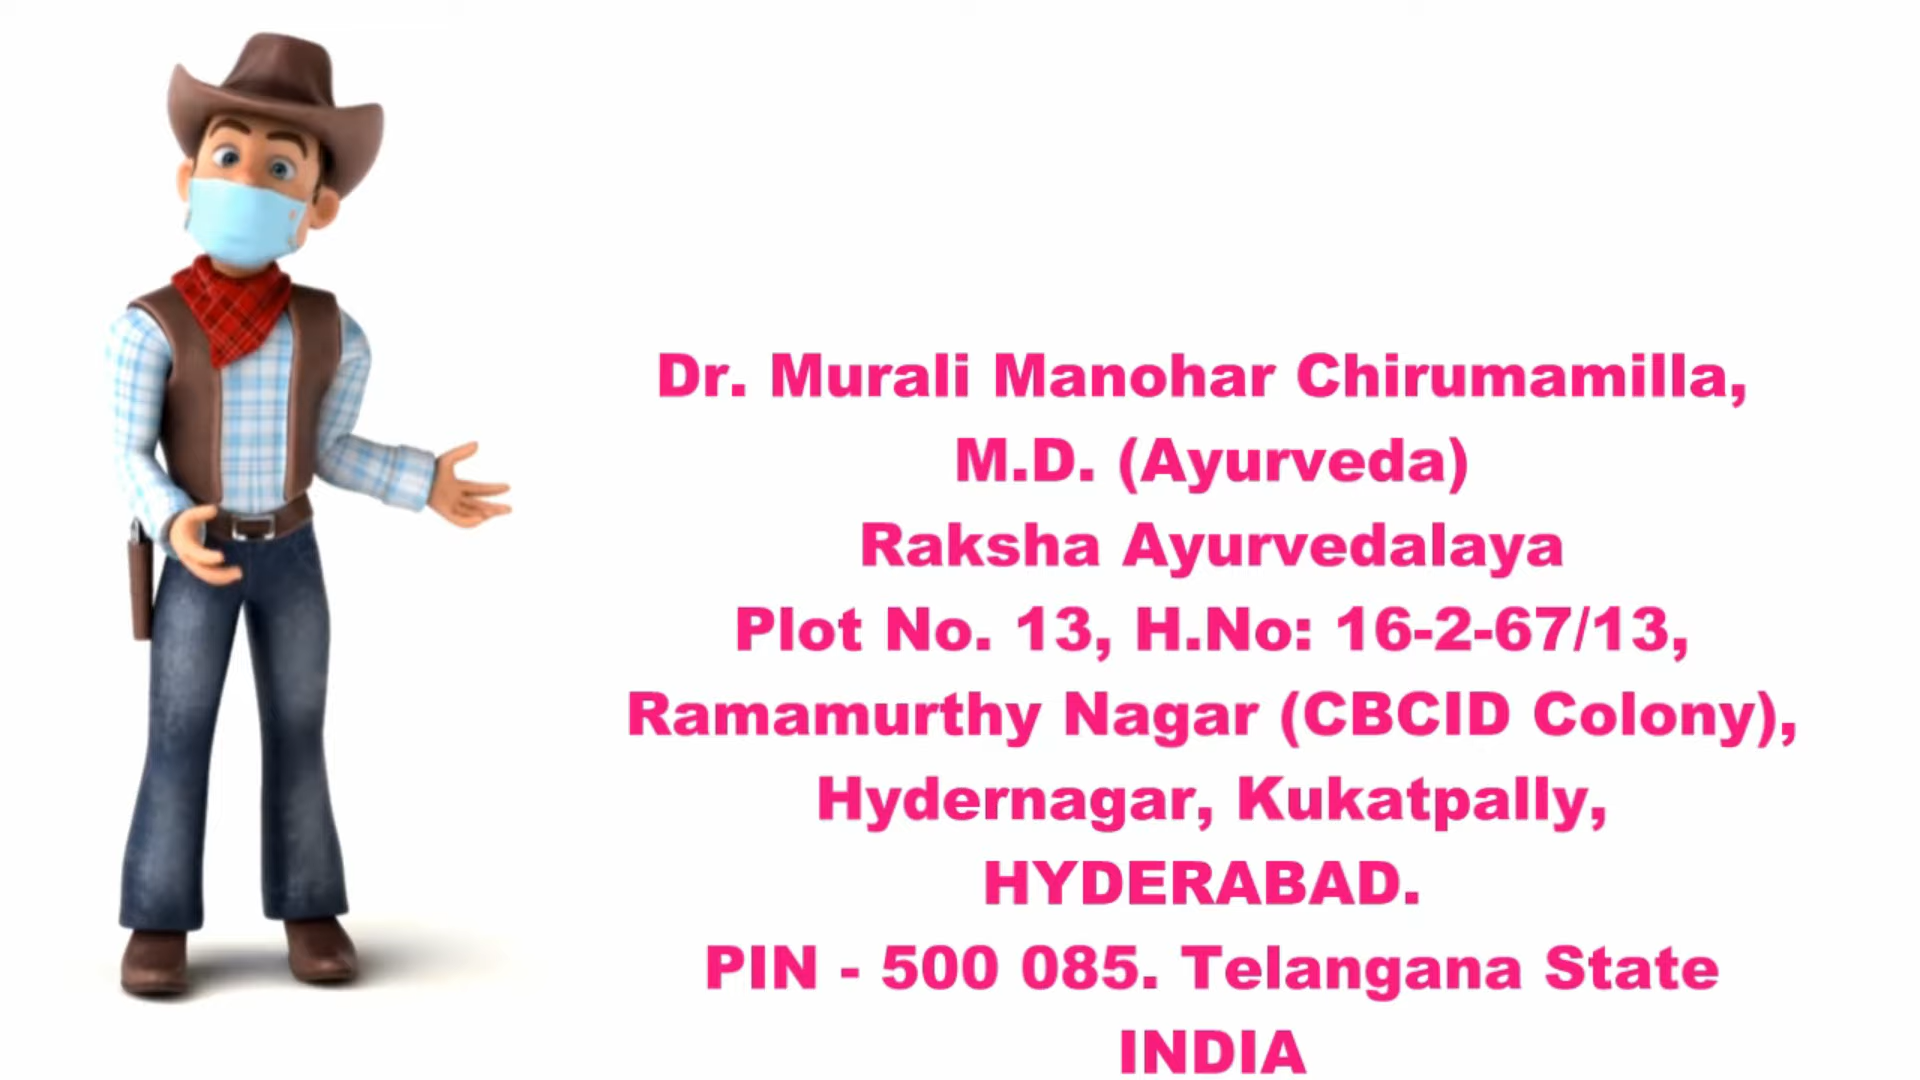 Dr. Murali Manohar Chirumamilla,
M.D. (Ayurveda)
Raksha Ayurvedalaya
Plot No. 13, H.No: 16-2-67/13,
Ramamurthy Nagar (CBCID Colony),
Hydernagar, Kukatpally,
HYDERABAD.
PIN - 500 085. Telangana State
INDIA